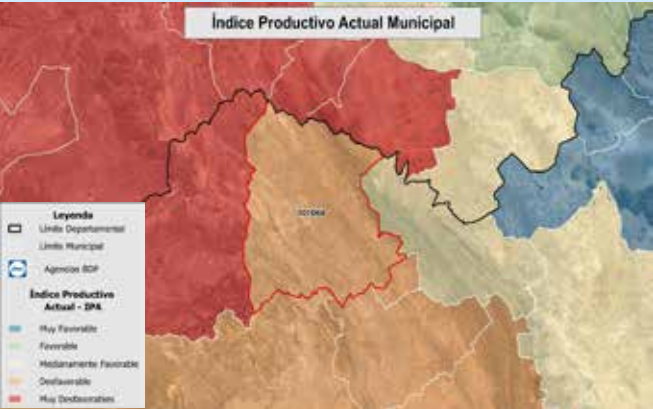 Índice Productivo Actual Municipal
Leyenda
Límite Departamental
Límite Municipal
Agencias BDP
Índice Productivo
Actual - IPA
Muy Favorable
Favorable
Medianamente Favorable
Desfavorable
Muy Desfavorables